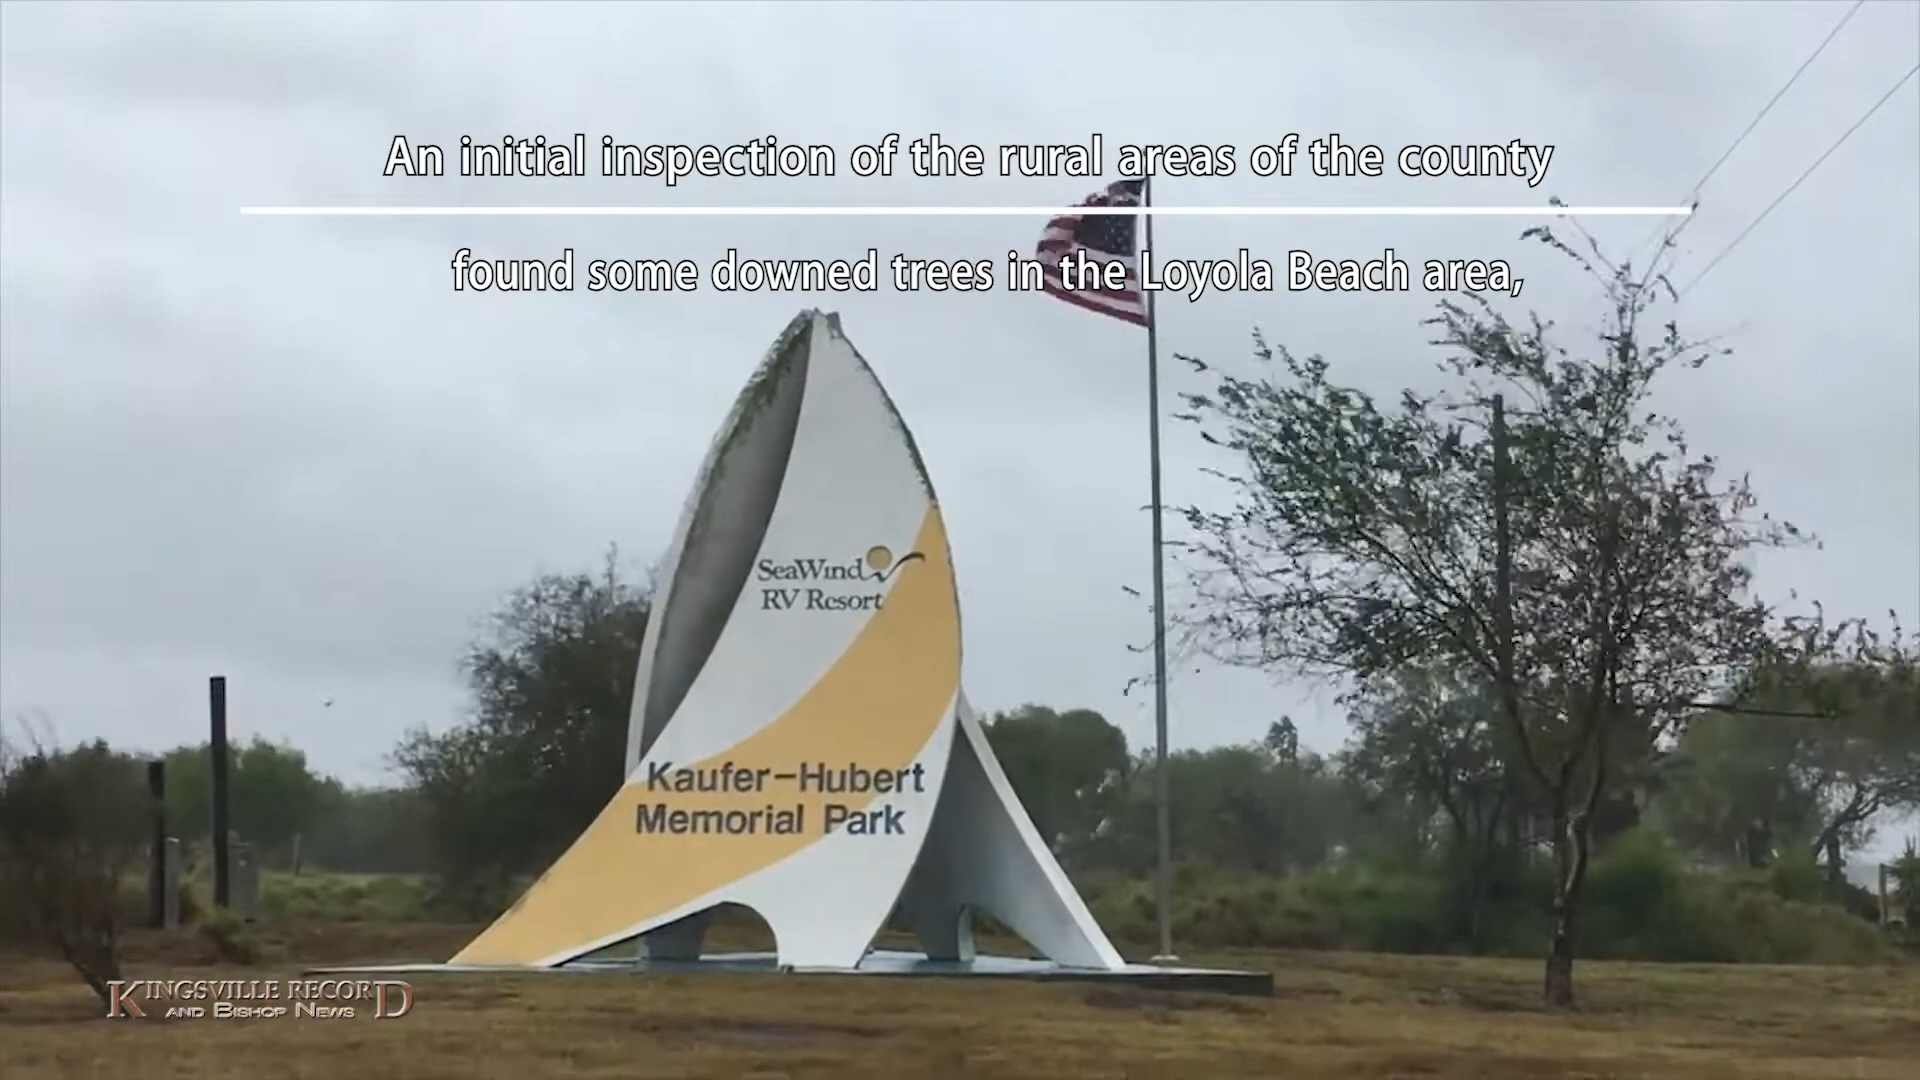 An initial inspection of the rural areas of the county
found some downed trees in the Loyola Beach area,
SeaWind
RV Resort
Kaufer-Hubert
Memorial Park
KINGSVILLE RECORD
AND BISHOP NEWS